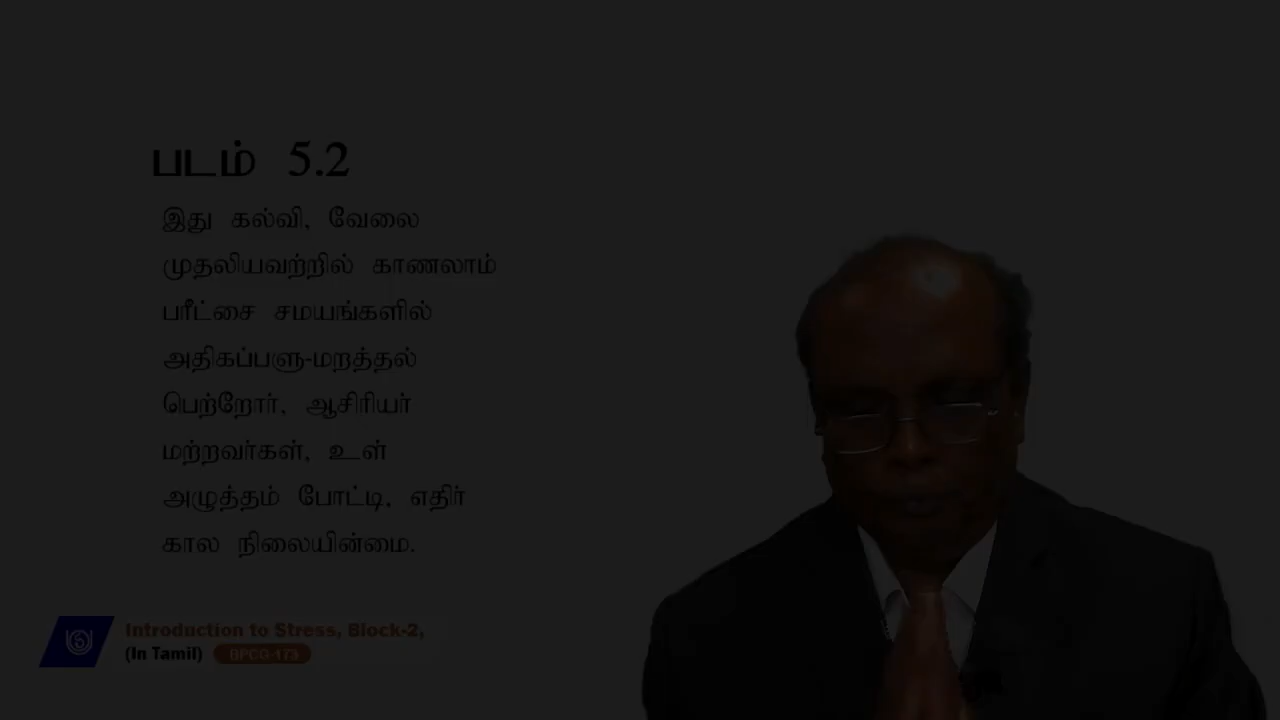 படம் 5.2
இது கல்வி, வேலை
முதலியவற்றில் காணலாம்
பரீட்சை சமயங்களில்
அதிகப்பளு-மறத்தல்
பெற்றோர், ஆசிரியர்
மற்றவர்கள், உள்
அழுத்தம் போட்டி, எதிர்
கால நிலையின்மை.
Introduction to Stress, Block-2,
(In Tamil) BPCG-173